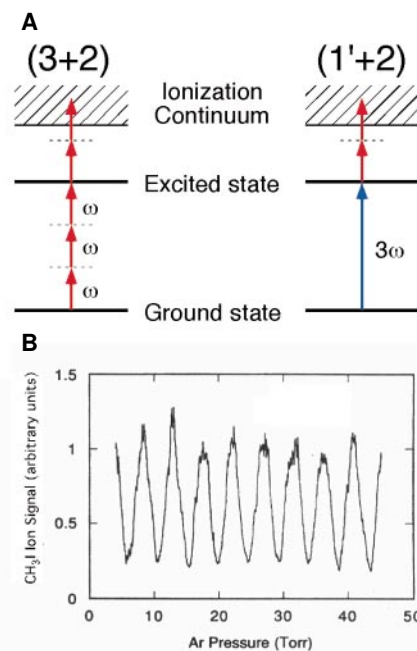 A
(3+2)
(1'+2)
Ionization
Continuum
Excited state
ω
ω
ω
3ω
Ground state
B
1.5
1
0.5
0
CH₃I Ion Signal (arbitrary units)
0 10 20 30 40 50
Ar Pressure (Torr)